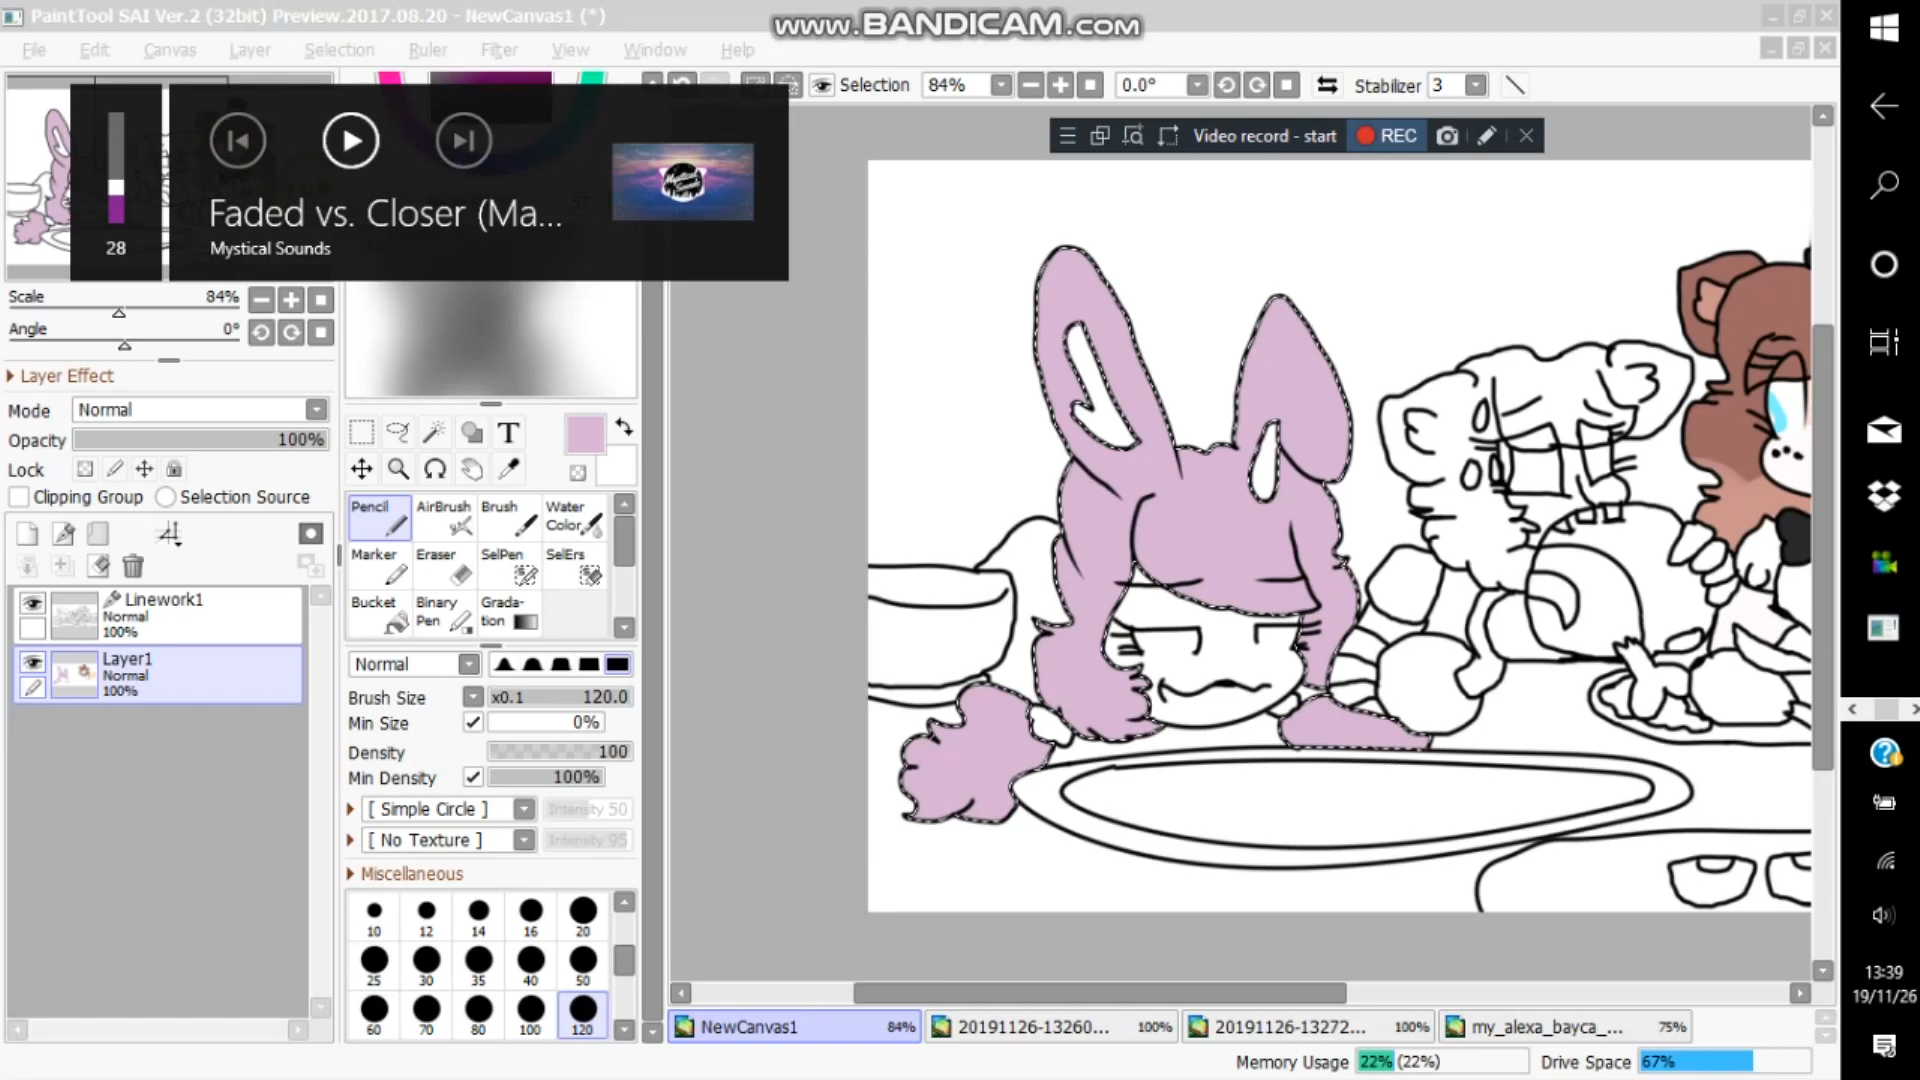 PaintTool SAI Ver.2 (32bit) Preview.2017.08.20 - NewCanvas1 (*)
www.BANDICAM.com
File Edit Canvas Layer Selection Ruler Filter View Window Help
Selection 84% 0.0° Stabilizer 3
Video record - start REC
Faded vs. Closer (Ma...
Mystical Sounds
28
Scale 84%
Angle 0°
Layer Effect
Mode Normal
Opacity 100%
Lock
Clipping Group Selection Source
Linework1
Normal
100%
Layer1
Normal
100%
T
Pencil AirBrush Brush Water Color
Marker Eraser SelPen SelErs
Bucket Binary Pen Grada-tion
Normal
Brush Size x0.1 120.0
Min Size 0%
Density 100
Min Density 100%
[ Simple Circle ] Intensity 50
[ No Texture ] Intensity 95
Miscellaneous
10 12 14 16 20
25 30 35 40 50
60 70 80 100 120
NewCanvas1 84% 20191126-13260... 100% 20191126-13272... 100% my_alexa_bayca_... 75%
Memory Usage 22% (22%) Drive Space 67%
13:39
19/11/26